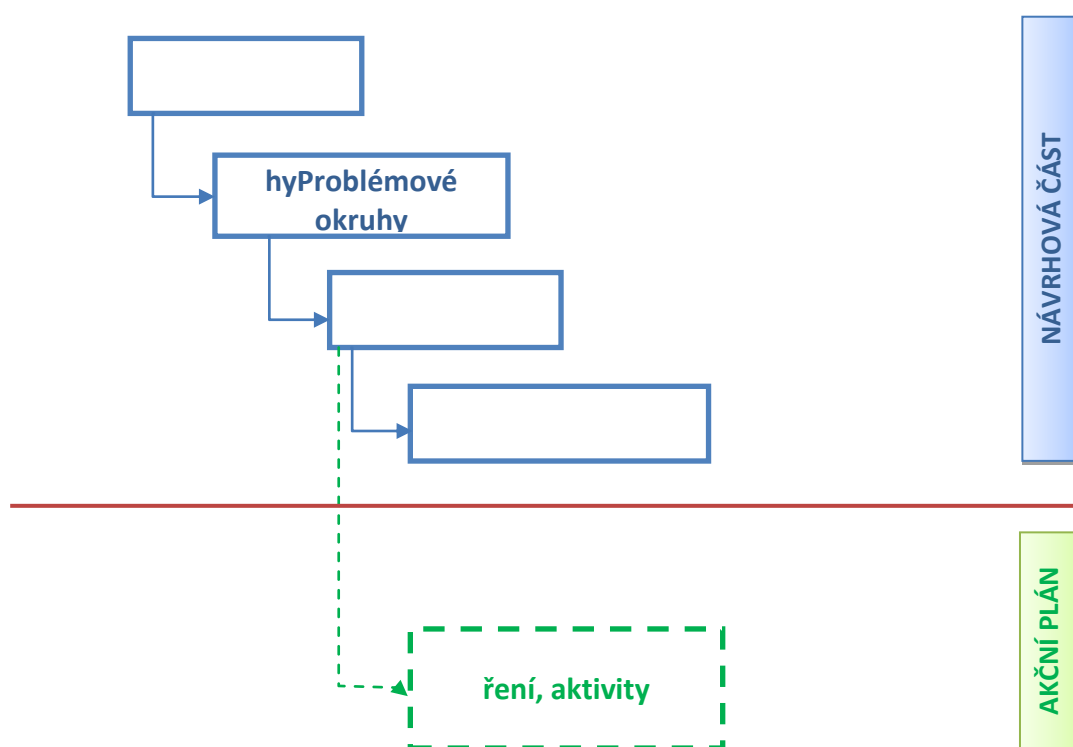 NÁVRHOVÁ ČÁST
hyProblémové
okruhy
AKČNÍ PLÁN
ření, aktivity